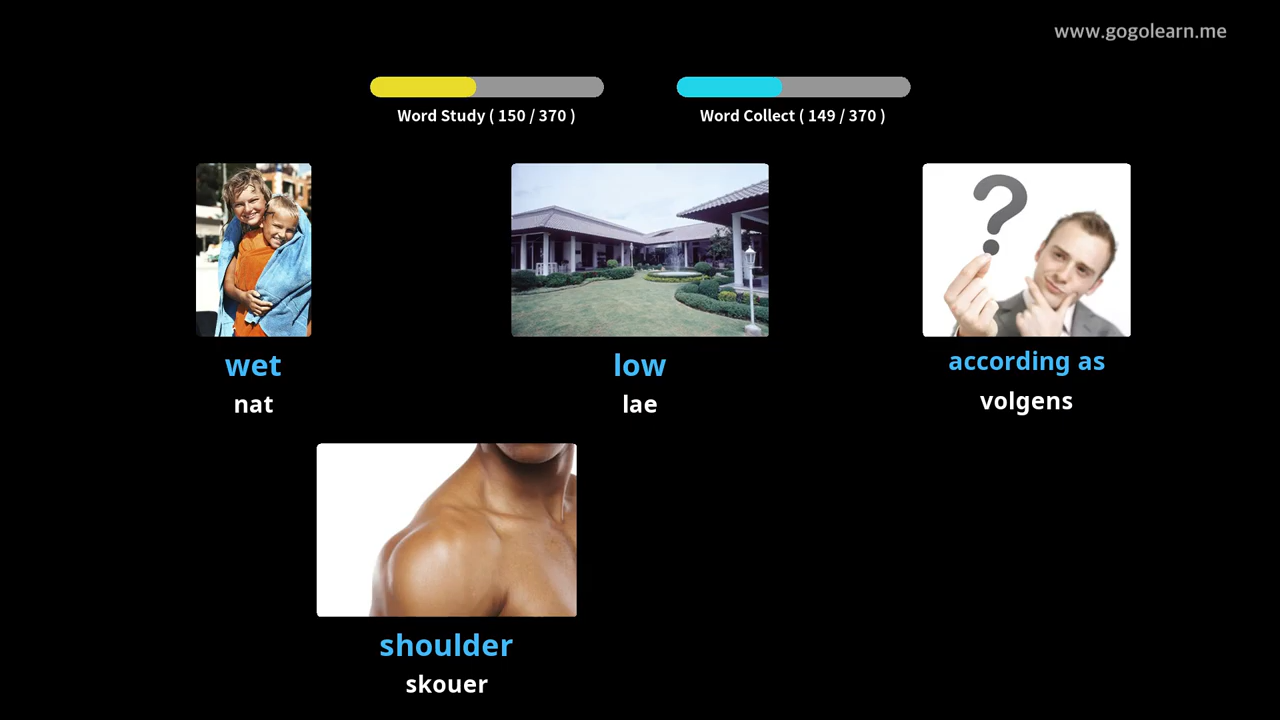 www.gogolearn.me
Word Study ( 150 / 370 )
Word Collect ( 149 / 370 )
wet
nat
low
lae
according as
volgens
shoulder
skouer